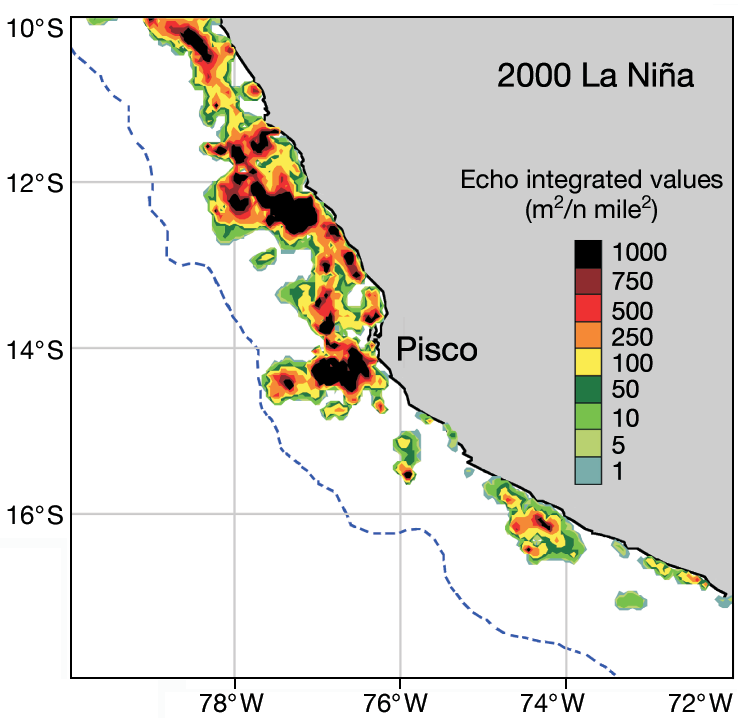 10°S
2000 La Niña
12°S
Echo integrated values
(m²/n mile²)
1000
750
500
250
100
50
10
5
1
14°S
Pisco
16°S
78°W
76°W
74°W
72°W